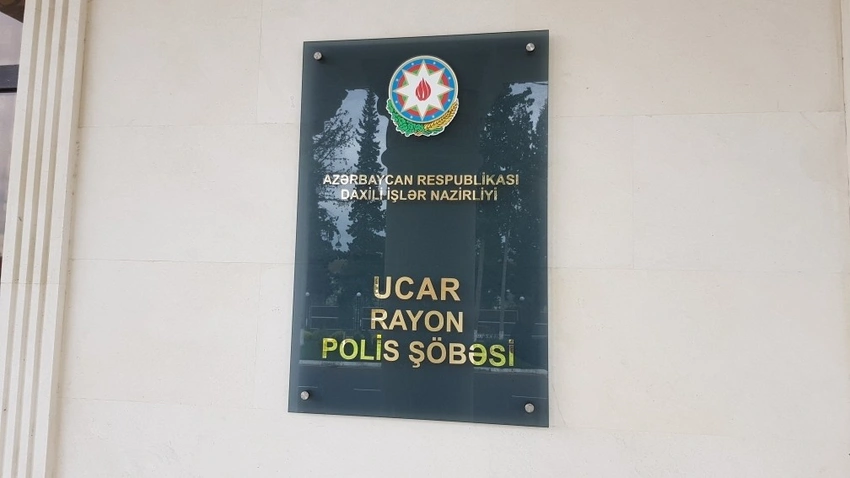 AZƏRBAYCAN RESPUBLİKASI
DAXİLİ İŞLƏR NAZİRLİYİ
UCAR
RAYON
POLİS ŞÖBƏSİ